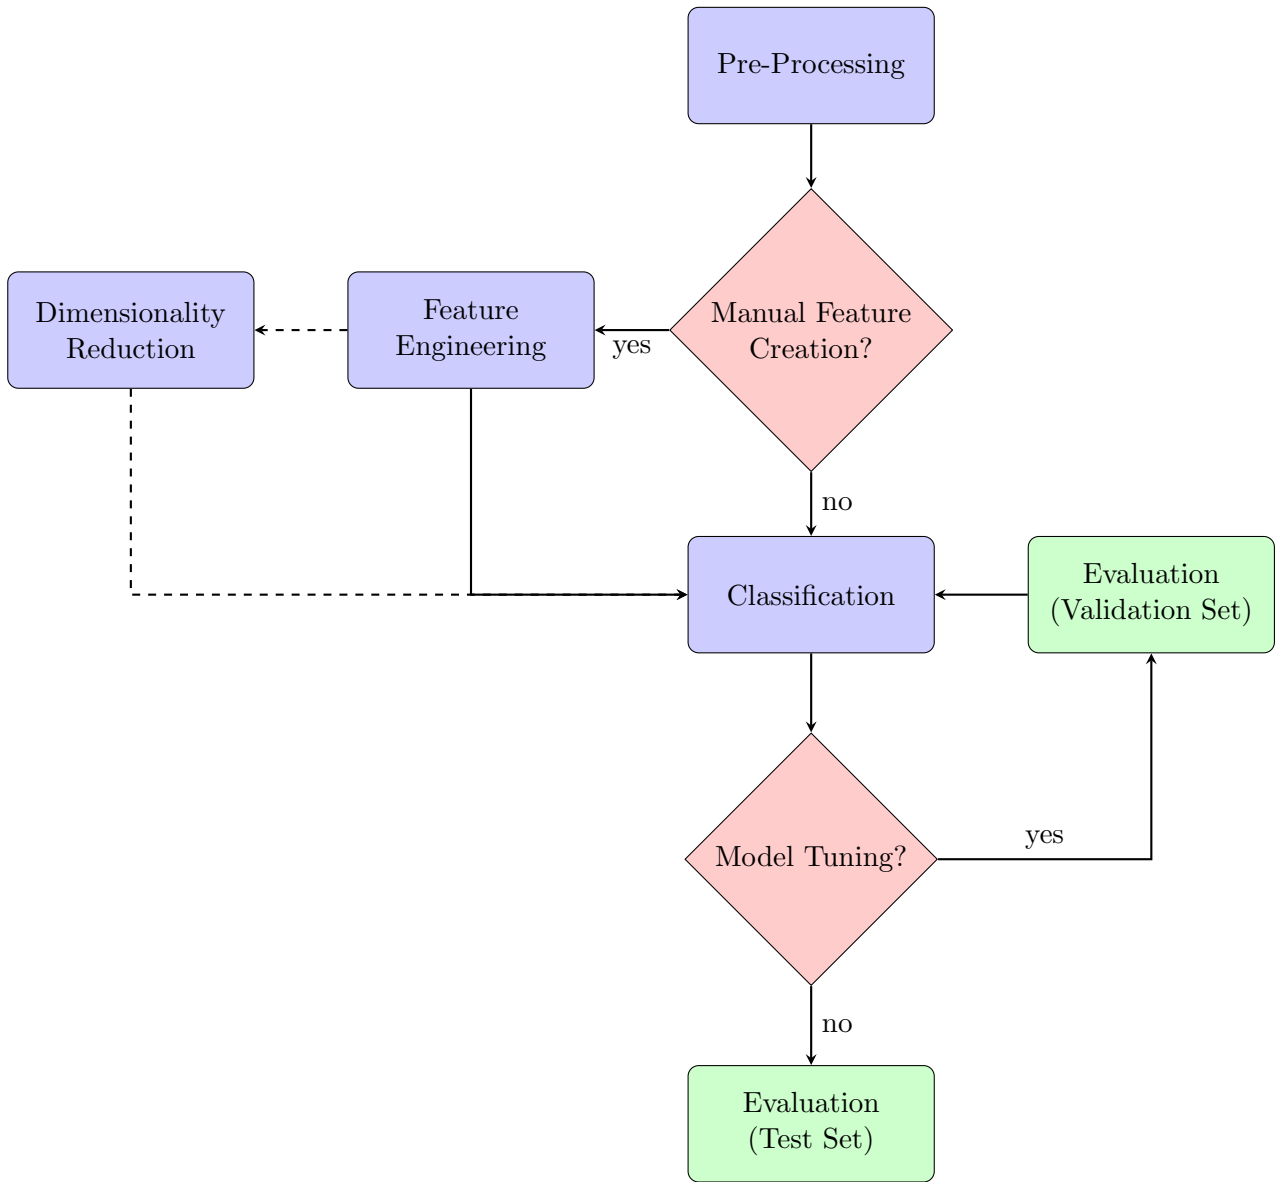 Pre-Processing
Manual Feature
Creation?
yes
Feature
Engineering
Dimensionality
Reduction
no
Classification
Evaluation
(Validation Set)
Model Tuning?
yes
no
Evaluation
(Test Set)